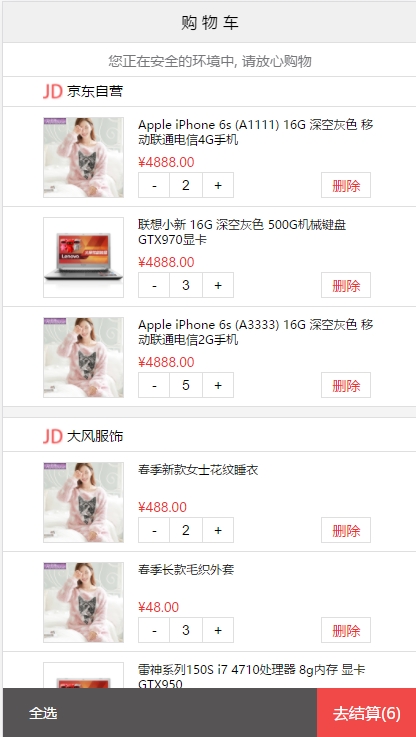 购 物 车
您正在安全的环境中, 请放心购物
JD 京东自营
Apple iPhone 6s (A1111) 16G 深空灰色 移
动联通电信4G手机
¥4888.00
- 2 + 删除
联想小新 16G 深空灰色 500G机械键盘
GTX970显卡
¥4888.00
- 3 + 删除
Apple iPhone 6s (A3333) 16G 深空灰色 移
动联通电信2G手机
¥4888.00
- 5 + 删除
JD 大风服饰
春季新款女士花纹睡衣
¥488.00
- 2 + 删除
春季长款毛织外套
¥48.00
- 3 + 删除
雷神系列150S i7 4710处理器 8g内存 显卡
GTX950
全选 去结算(6)